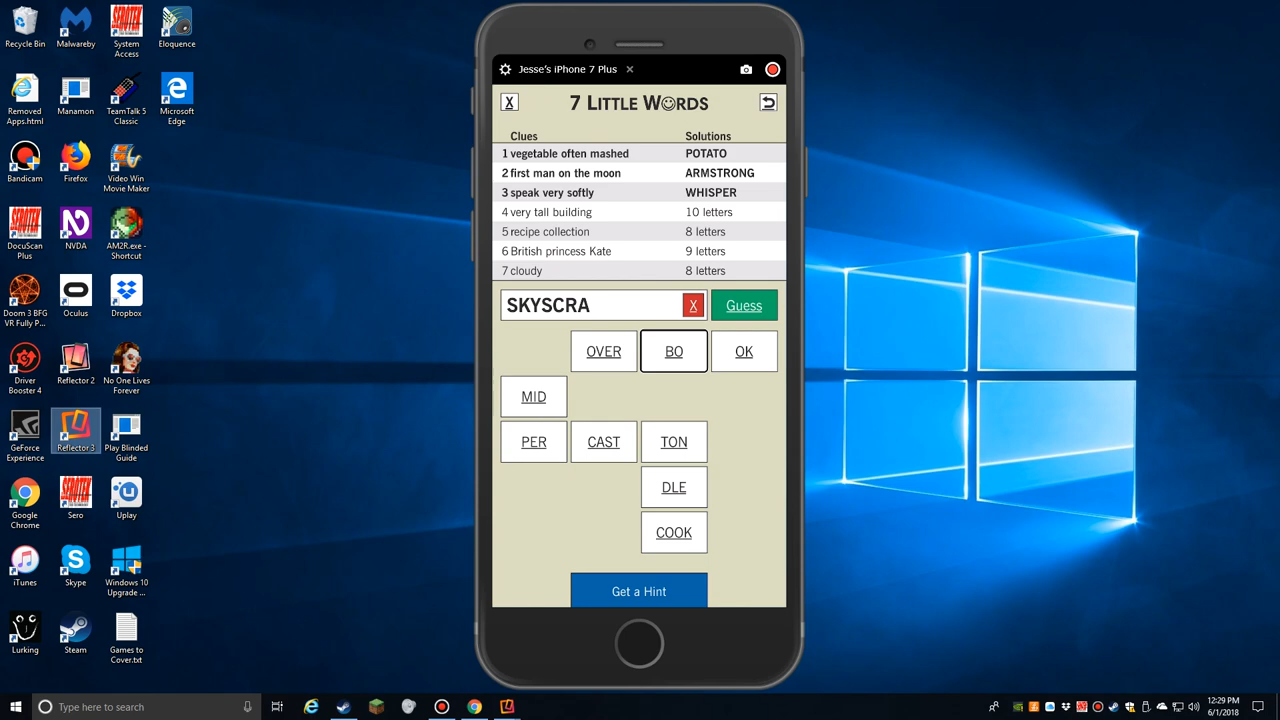 Recycle Bin
Malwareby
System
Access
Eloquence
Removed
Apps.html
Manamon
TeamTalk 5
Classic
Microsoft
Edge
Bandicam
Firefox
Video Win
Movie Maker
DocuScan
Plus
NVDA
AM2R.exe -
Shortcut
Doom 3 BFG
VR Fully P...
Oculus
Dropbox
Driver
Booster 4
Reflector 2
No One Lives
Forever
GeForce
Experience
Reflector 3
Play Blinded
Guide
Google
Chrome
Sero
Uplay
iTunes
Skype
Windows 10
Upgrade ...
Lurking
Steam
Games to
Cover.txt
Jesse's iPhone 7 Plus
X
7 LITTLE WORDS
Clues Solutions
1 vegetable often mashed POTATO
2 first man on the moon ARMSTRONG
3 speak very softly WHISPER
4 very tall building 10 letters
5 recipe collection 8 letters
6 British princess Kate 9 letters
7 cloudy 8 letters
SKYSCRA X Guess
OVER BO OK
MID
PER CAST TON
DLE
COOK
Get a Hint
Type here to search
12:29 PM
6/1/2018